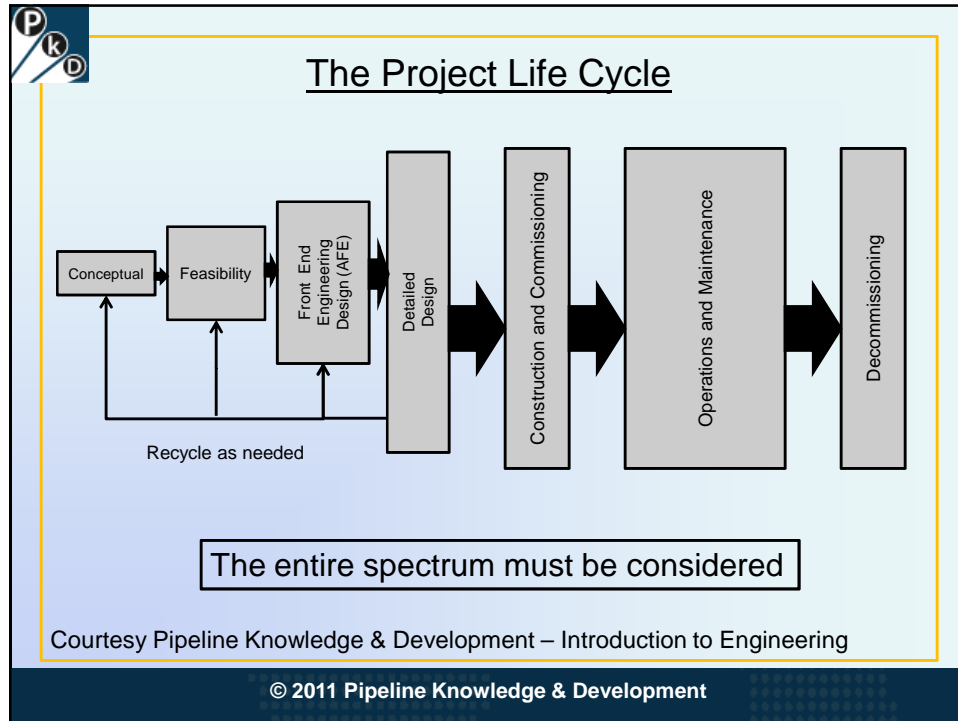 P
k
D
The Project Life Cycle
Conceptual
Feasibility
Front End
Engineering
Design (AFE)
Detailed
Design
Construction and Commissioning
Operations and Maintenance
Decommissioning
Recycle as needed
The entire spectrum must be considered
Courtesy Pipeline Knowledge & Development – Introduction to Engineering
© 2011 Pipeline Knowledge & Development